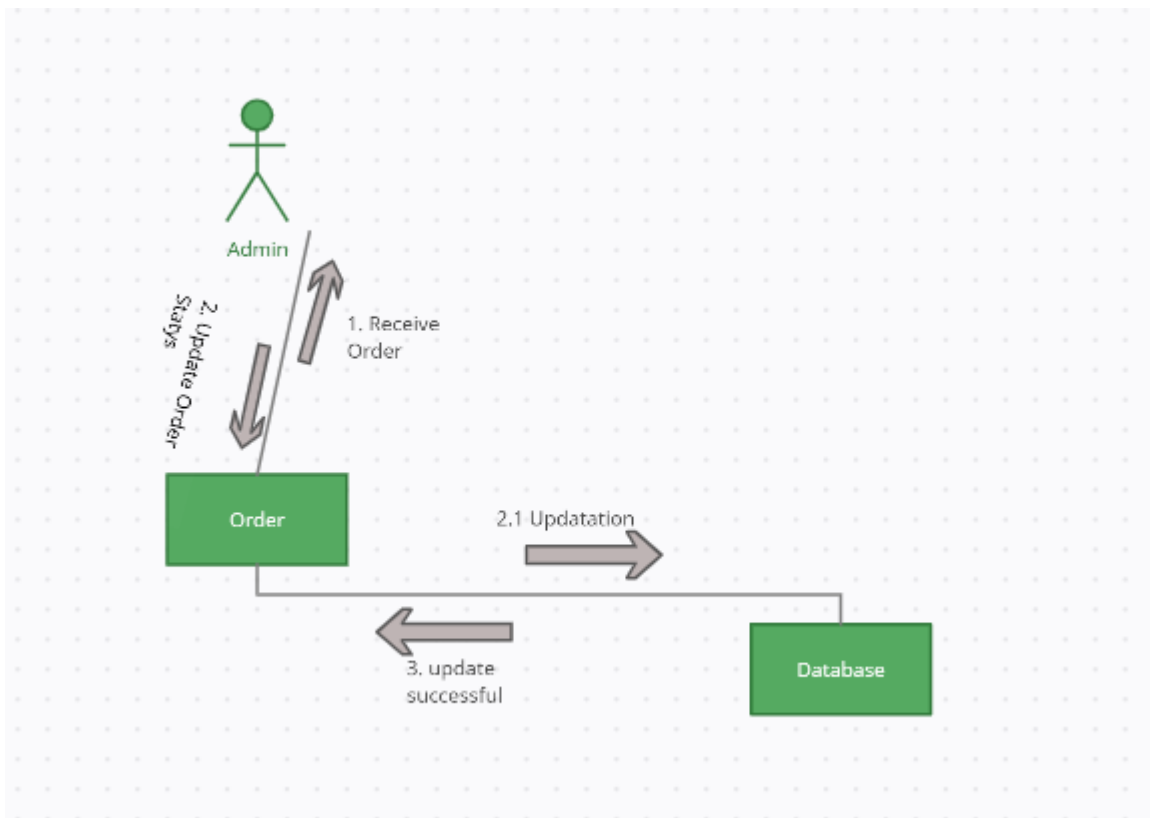 Admin
1. Receive
Order
2. Update Order
Statys
Order
2.1 Updatation
3. update
successful
Database